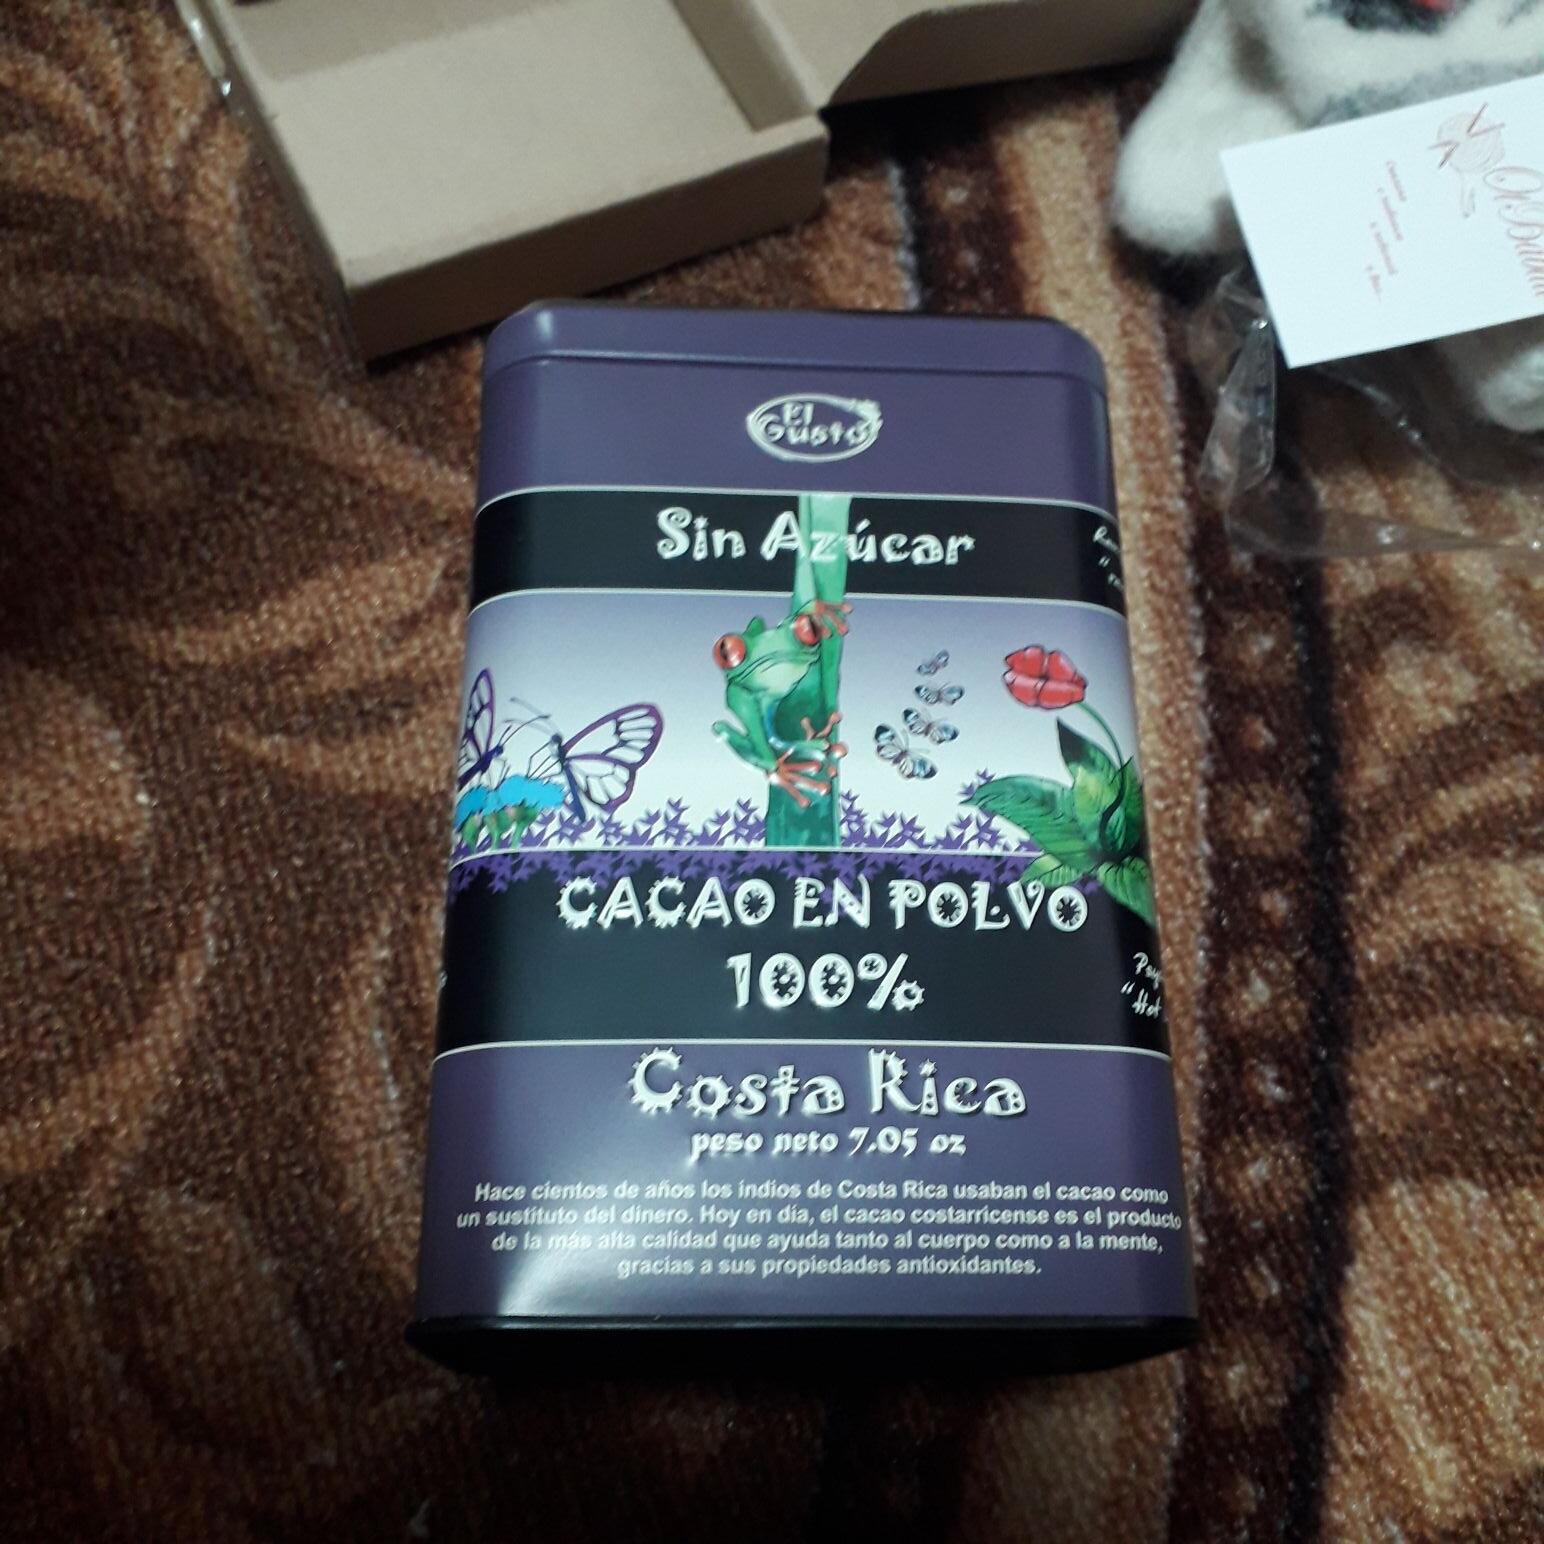 El
Gusto
Sin Azúcar
CACAO EN POLVO
100%
"Hot
Costa Rica
peso neto 7.05 oz
Hace cientos de años los indios de Costa Rica usaban el cacao como
un sustituto del dinero. Hoy en dia, el cacao costarricense es el producto
de la más alta calidad que ayuda tanto al cuerpo como a la mente,
gracias a sus propiedades antioxidantes.